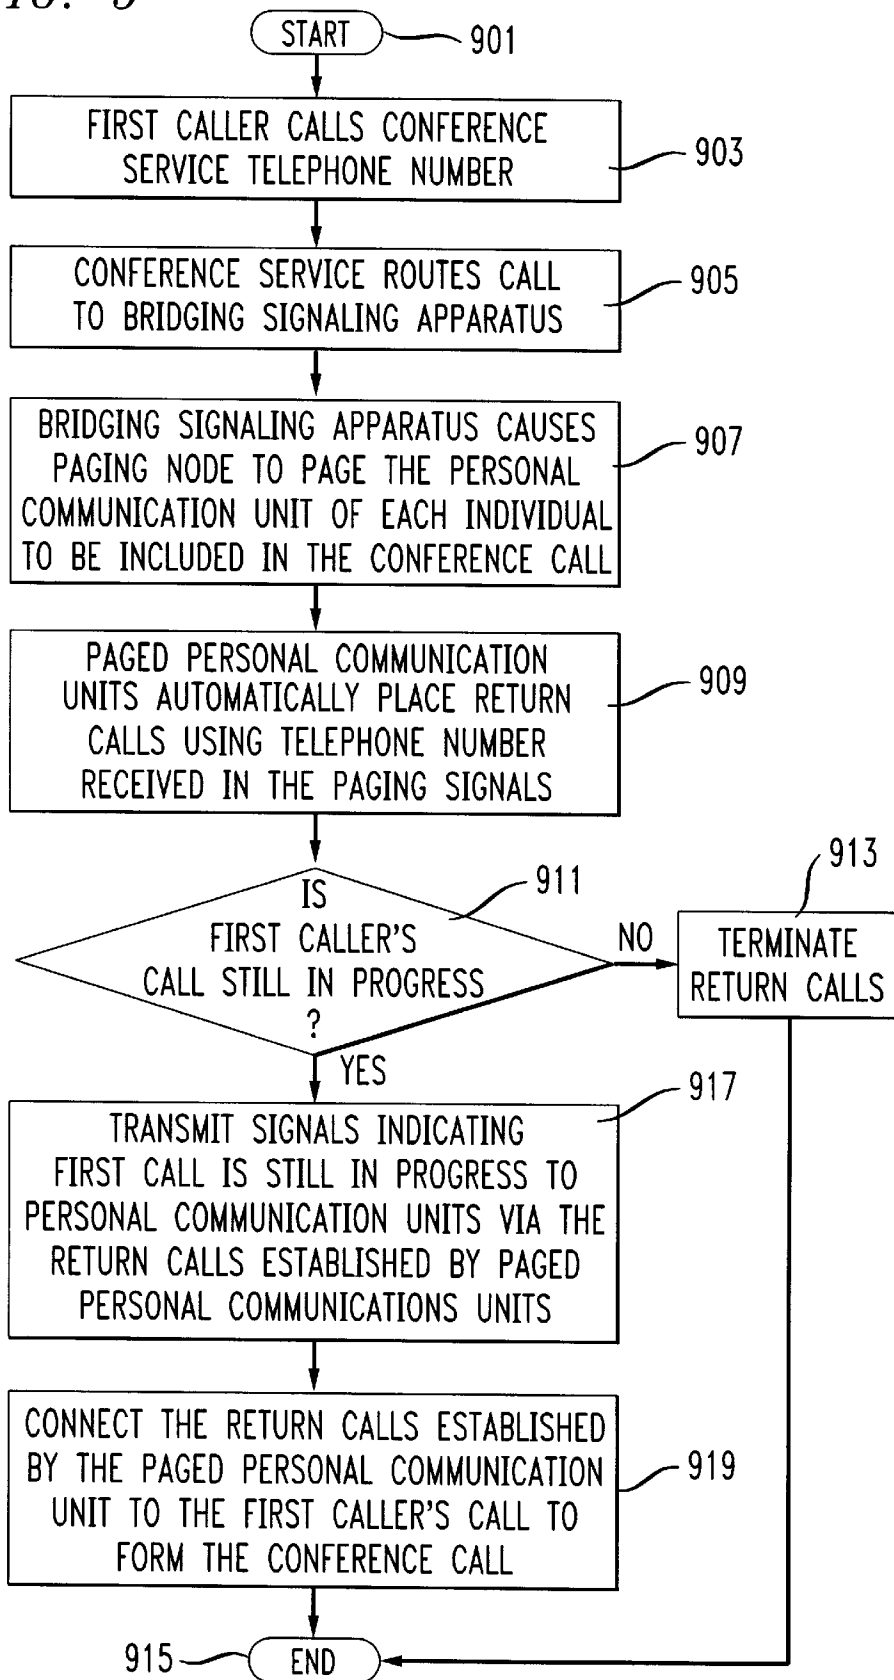 START
901
FIRST CALLER CALLS CONFERENCE
SERVICE TELEPHONE NUMBER
903
CONFERENCE SERVICE ROUTES CALL
TO BRIDGING SIGNALING APPARATUS
905
BRIDGING SIGNALING APPARATUS CAUSES
PAGING NODE TO PAGE THE PERSONAL
COMMUNICATION UNIT OF EACH INDIVIDUAL
TO BE INCLUDED IN THE CONFERENCE CALL
907
PAGED PERSONAL COMMUNICATION
UNITS AUTOMATICALLY PLACE RETURN
CALLS USING TELEPHONE NUMBER
RECEIVED IN THE PAGING SIGNALS
909
IS
FIRST CALLER'S
CALL STILL IN PROGRESS
?
911
NO
913
TERMINATE
RETURN CALLS
YES
917
TRANSMIT SIGNALS INDICATING
FIRST CALL IS STILL IN PROGRESS TO
PERSONAL COMMUNICATION UNITS VIA THE
RETURN CALLS ESTABLISHED BY PAGED
PERSONAL COMMUNICATIONS UNITS
CONNECT THE RETURN CALLS ESTABLISHED
BY THE PAGED PERSONAL COMMUNICATION
UNIT TO THE FIRST CALLER'S CALL TO
FORM THE CONFERENCE CALL
919
915
END